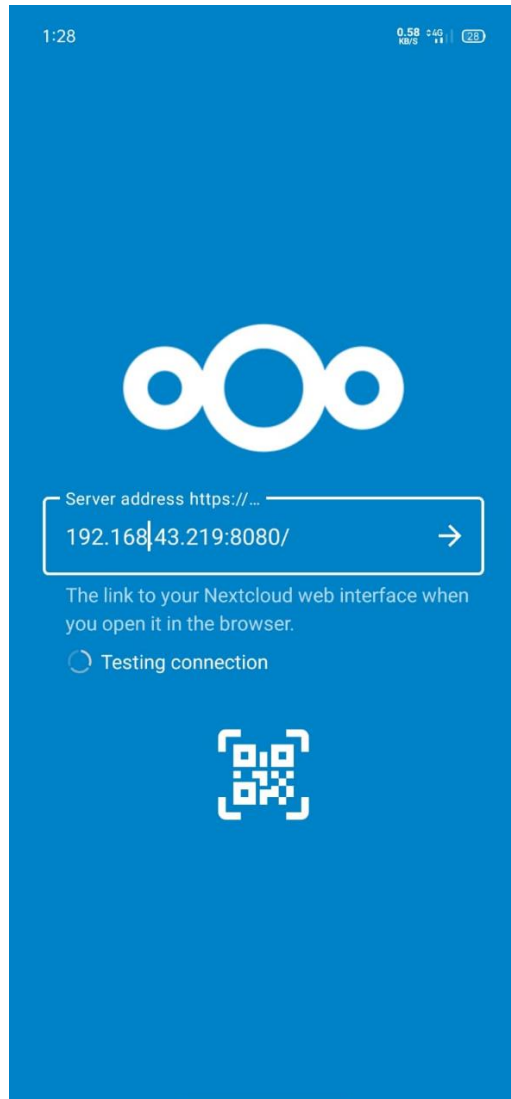 1:28
0.58 KB/S 4G 28
Server address https://...
192.168.43.219:8080/
The link to your Nextcloud web interface when
you open it in the browser.
Testing connection